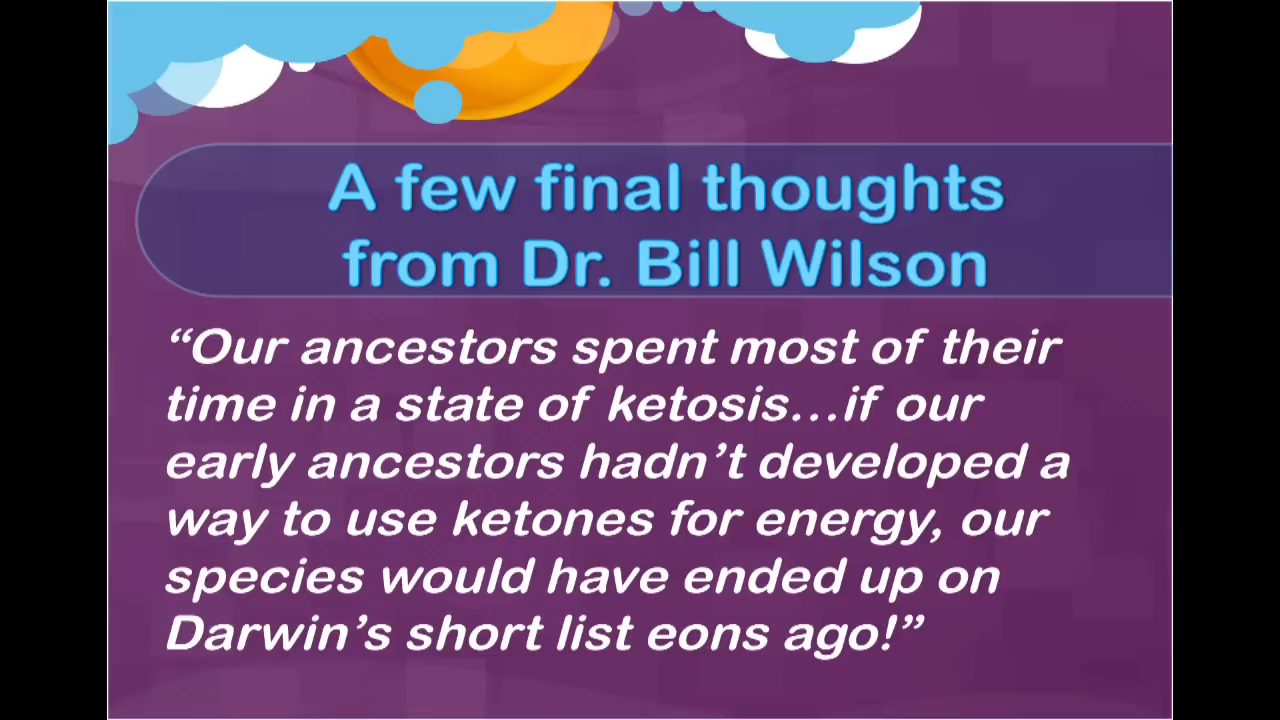 A few final thoughts
from Dr. Bill Wilson
“Our ancestors spent most of their
time in a state of ketosis…if our
early ancestors hadn’t developed a
way to use ketones for energy, our
species would have ended up on
Darwin’s short list eons ago!”